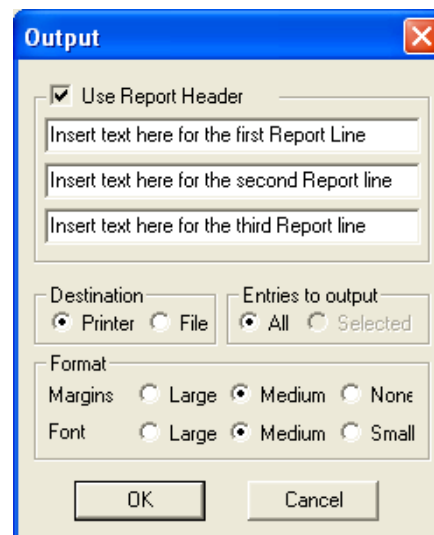 Output
Use Report Header
Insert text here for the first Report Line
Insert text here for the second Report line
Insert text here for the third Report line
Destination Entries to output
Printer File All Selected
Format
Margins Large Medium None
Font Large Medium Small
OK Cancel